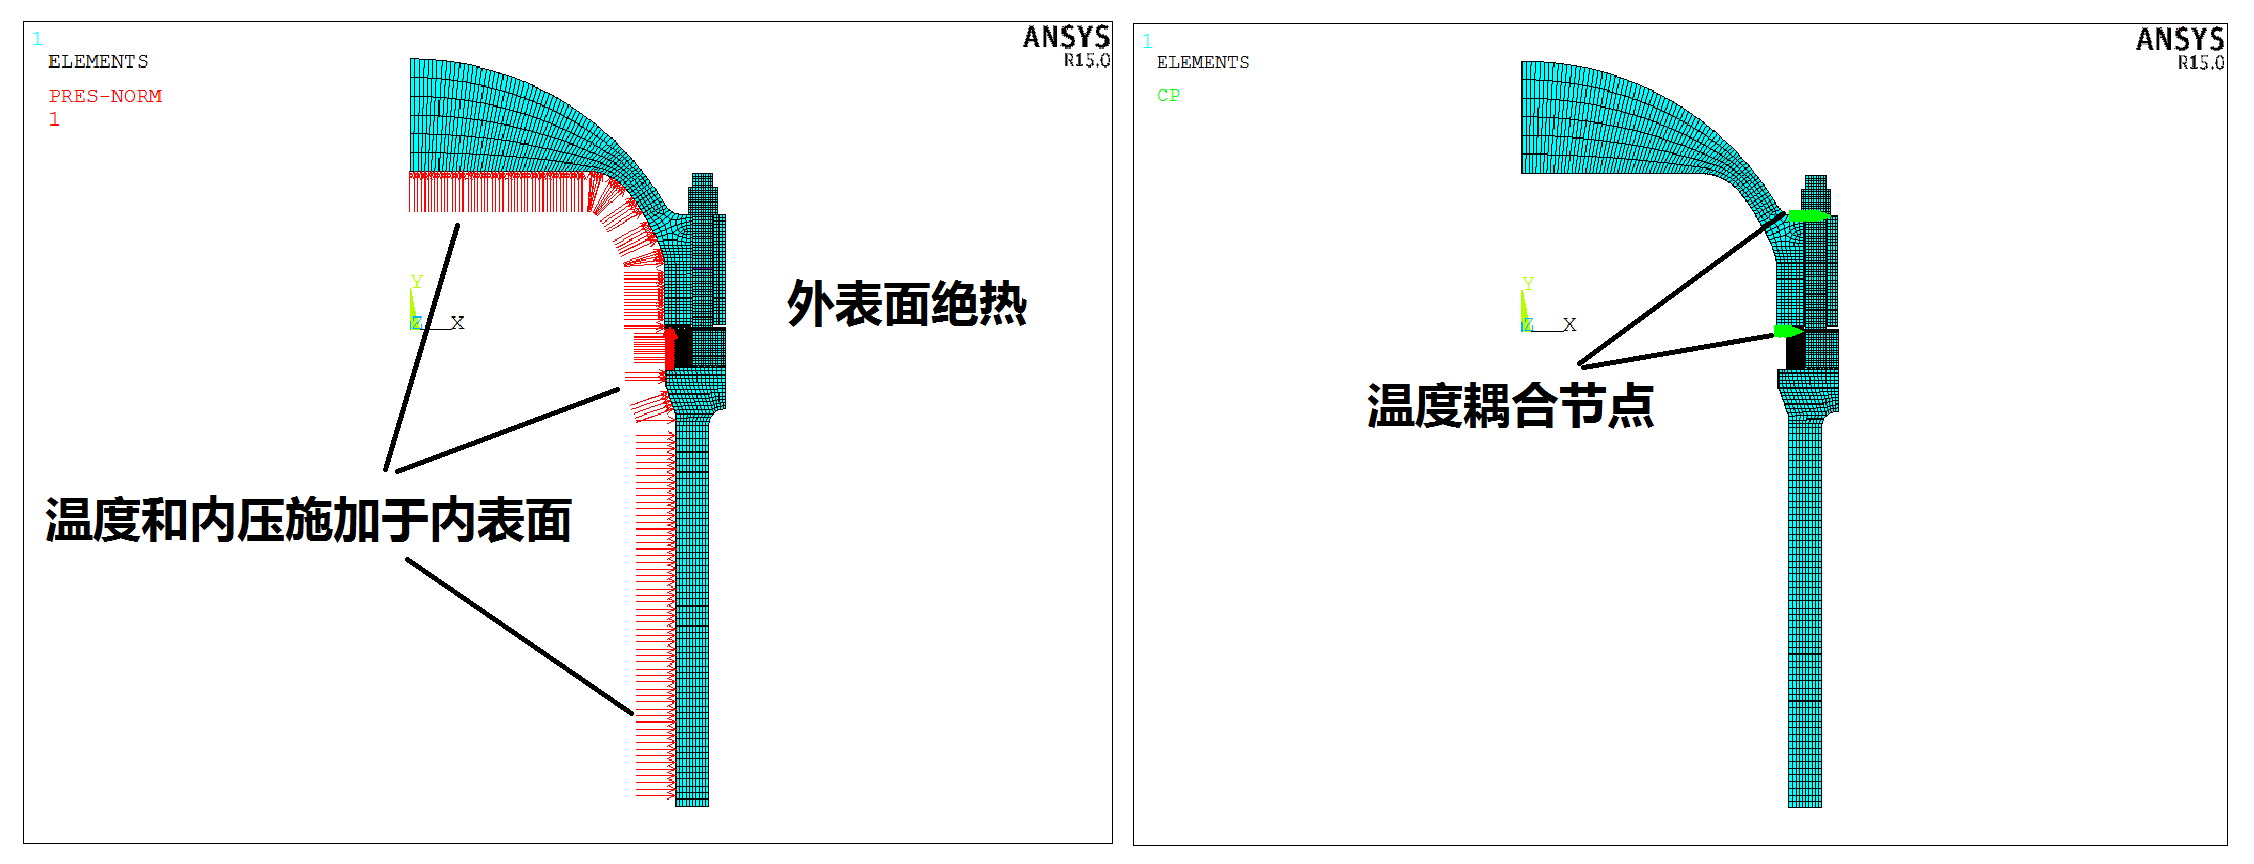 1
ELEMENTS
PRES-NORM
1
ANSYS
R15.0
Y
Z
X
外表面绝热
温度和内压施加于内表面
1
ELEMENTS
CP
ANSYS
R15.0
Y
Z
X
温度耦合节点